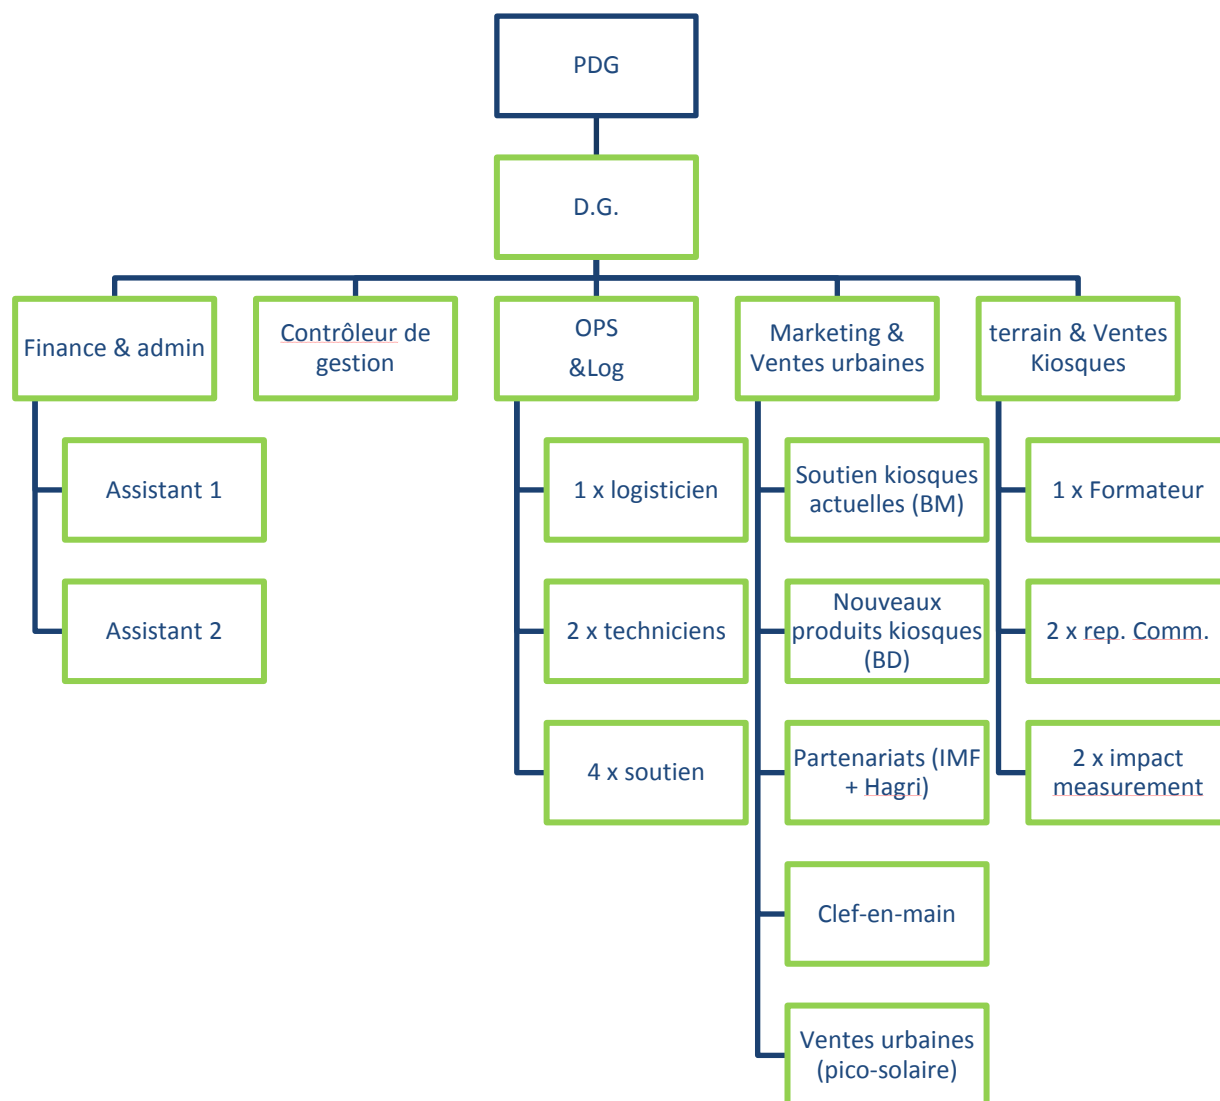 PDG
D.G.
Finance & admin
Contrôleur de
gestion
OPS
&Log
Marketing &
Ventes urbaines
terrain & Ventes
Kiosques
Assistant 1
Assistant 2
1 x logisticien
2 x techniciens
4 x soutien
Soutien kiosques
actuelles (BM)
Nouveaux
produits kiosques
(BD)
Partenariats (IMF
+ Hagri)
Clef-en-main
Ventes urbaines
(pico-solaire)
1 x Formateur
2 x rep. Comm.
2 x impact
measurement